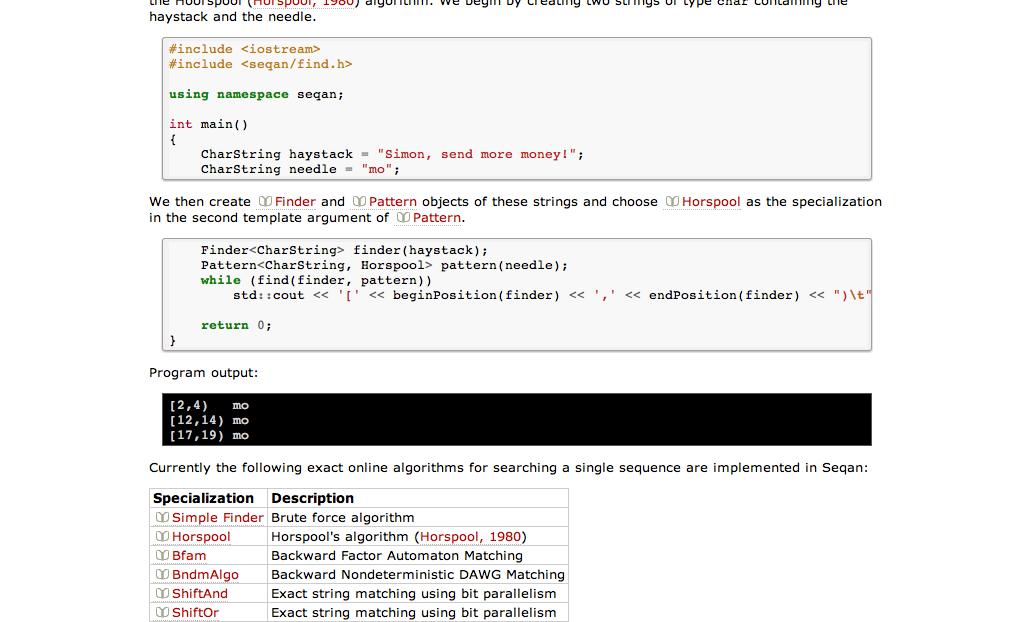 the Hoorspool (Horspool, 1980) algorithm. We begin by creating two strings of type char containing the
haystack and the needle.
#include <iostream>
#include <seqan/find.h>
using namespace seqan;
int main()
{
    CharString haystack = "Simon, send more money!";
    CharString needle = "mo";
We then create Finder and Pattern objects of these strings and choose Horspool as the specialization
in the second template argument of Pattern.
    Finder<CharString> finder(haystack);
    Pattern<CharString, Horspool> pattern(needle);
    while (find(finder, pattern))
        std::cout << '[' << beginPosition(finder) << ',' << endPosition(finder) << ")\t"
    return 0;
}
Program output:
[2,4)   mo
[12,14) mo
[17,19) mo
Currently the following exact online algorithms for searching a single sequence are implemented in Seqan:
Specialization Description
Simple Finder Brute force algorithm
Horspool Horspool's algorithm (Horspool, 1980)
Bfam Backward Factor Automaton Matching
BndmAlgo Backward Nondeterministic DAWG Matching
ShiftAnd Exact string matching using bit parallelism
ShiftOr Exact string matching using bit parallelism